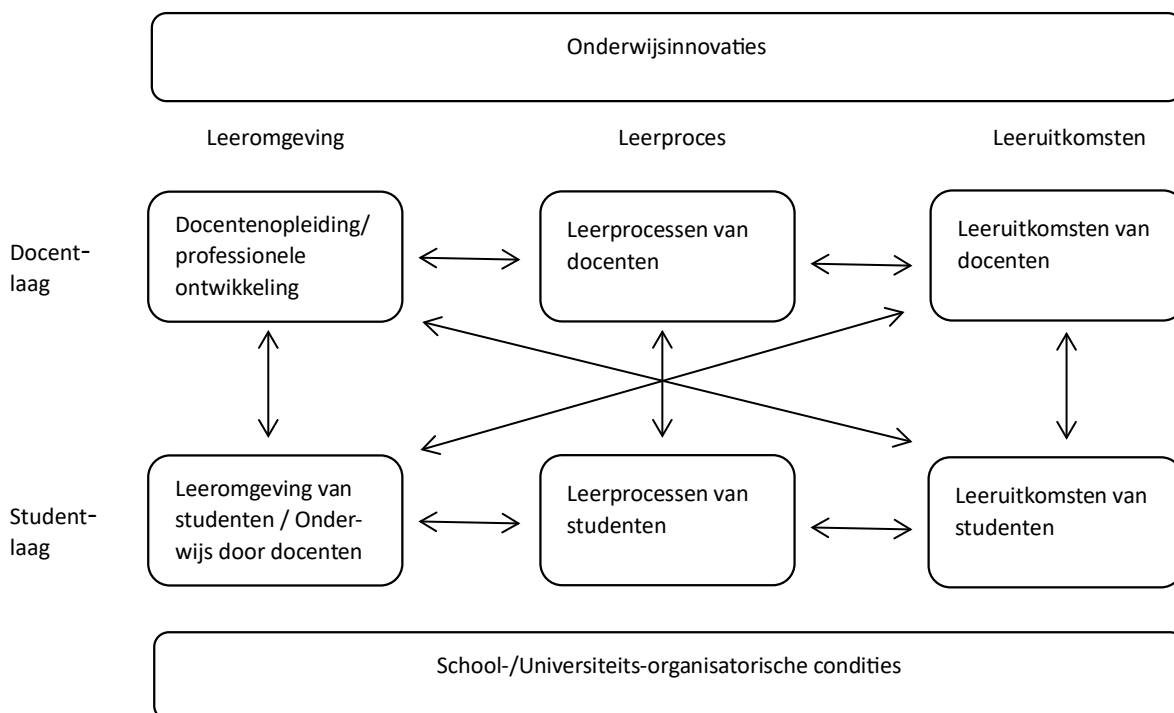 Onderwijsinnovaties
Leeromgeving
Leerproces
Leeruitkomsten
Docent-
laag
Docentenopleiding/
professionele
ontwikkeling
Leerprocessen van
docenten
Leeruitkomsten van
docenten
Student-
laag
Leeromgeving van
studenten / Onder-
wijs door docenten
Leerprocessen van
studenten
Leeruitkomsten van
studenten
School-/Universiteits-organisatorische condities